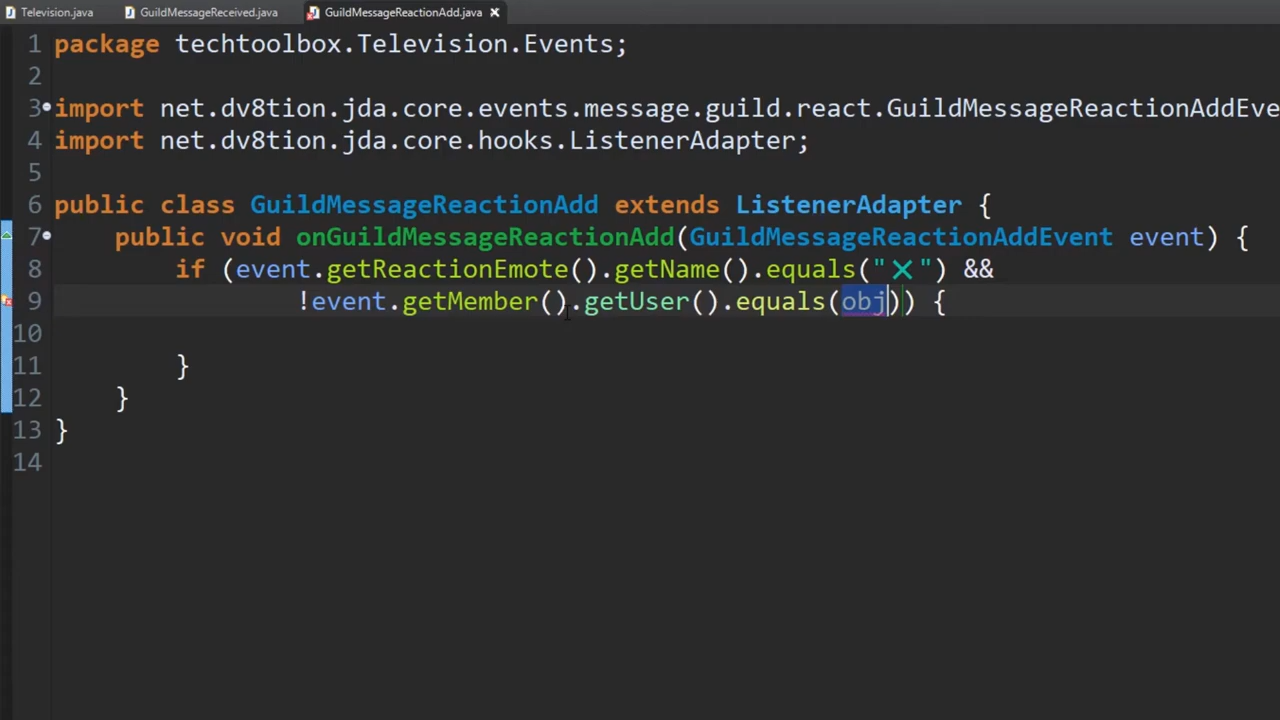 Television.java GuildMessageReceived.java GuildMessageReactionAdd.java
1 package techtoolbox.Television.Events;
2
3 import net.dv8tion.jda.core.events.message.guild.react.GuildMessageReactionAddEve
4 import net.dv8tion.jda.core.hooks.ListenerAdapter;
5
6 public class GuildMessageReactionAdd extends ListenerAdapter {
7 public void onGuildMessageReactionAdd(GuildMessageReactionAddEvent event) {
8 if (event.getReactionEmote().getName().equals("❌") &&
9 !event.getMember().getUser().equals(obj)) {
10
11 }
12 }
13 }
14